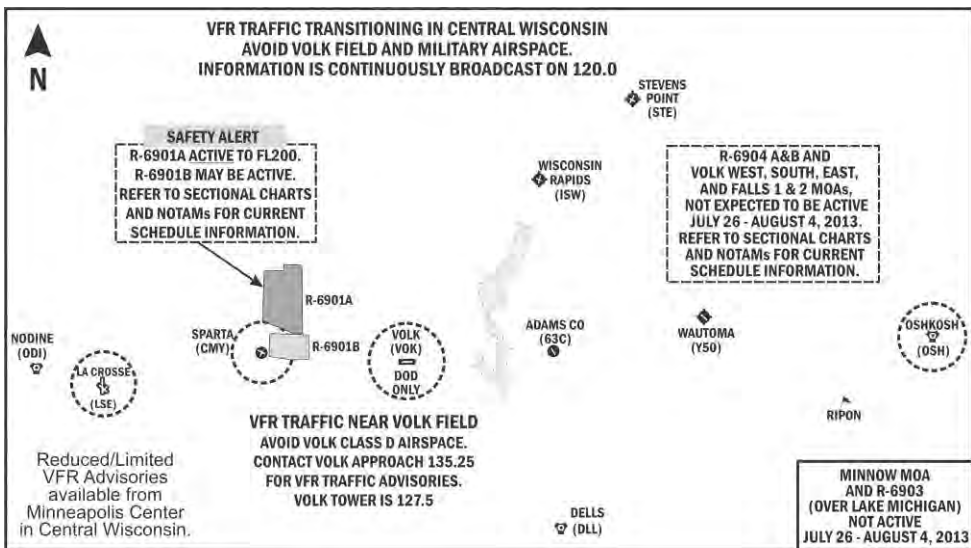 VFR TRAFFIC TRANSITIONING IN CENTRAL WISCONSIN
AVOID VOLK FIELD AND MILITARY AIRSPACE.
INFORMATION IS CONTINUOUSLY BROADCAST ON 120.0
N
STEVENS
POINT
(STE)
SAFETY ALERT
R-6901A ACTIVE TO FL200.
R-6901B MAY BE ACTIVE.
REFER TO SECTIONAL CHARTS
AND NOTAMs FOR CURRENT
SCHEDULE INFORMATION.
WISCONSIN
RAPIDS
(ISW)
R-6904 A&B AND
VOLK WEST, SOUTH, EAST,
AND FALLS 1 & 2 MOAs,
NOT EXPECTED TO BE ACTIVE
JULY 26 - AUGUST 4, 2013.
REFER TO SECTIONAL CHARTS
AND NOTAMs FOR CURRENT
SCHEDULE INFORMATION.
R-6901A
NODINE
(ODI)
LA CROSSE
(LSE)
SPARTA
(CMY)
R-6901B
VOLK
(VOK)
DOD
ONLY
ADAMS CO
(63C)
WAUTOMA
(Y50)
OSHKOSH
(OSH)
RIPON
VFR TRAFFIC NEAR VOLK FIELD
AVOID VOLK CLASS D AIRSPACE.
CONTACT VOLK APPROACH 135.25
FOR VFR TRAFFIC ADVISORIES.
VOLK TOWER IS 127.5
Reduced/Limited
VFR Advisories
available from
Minneapolis Center
in Central Wisconsin.
DELLS
(DLL)
MINNOW MOA
AND R-6903
(OVER LAKE MICHIGAN)
NOT ACTIVE
JULY 26 - AUGUST 4, 2013